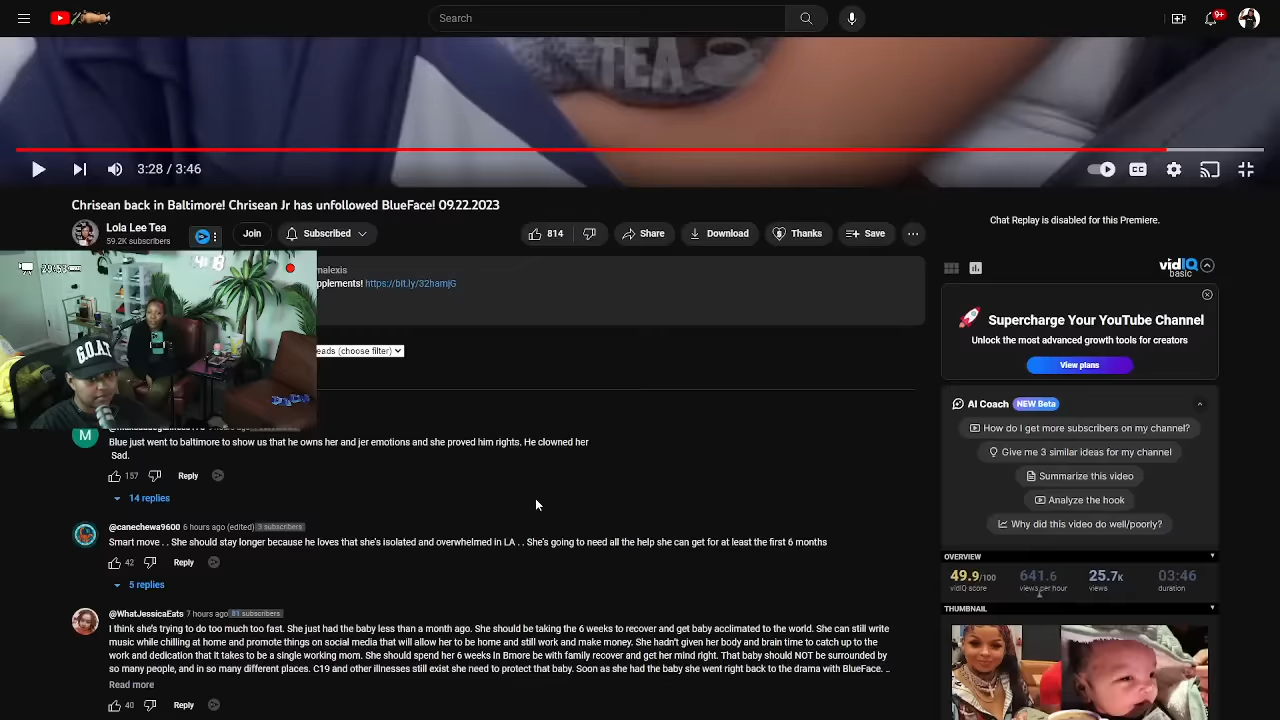 Search
9+
TEA
3:28 / 3:46
CC
Chrisean back in Baltimore! Chrisean Jr has unfollowed BlueFace! 09.22.2023
Lola Lee Tea
59.2K subscribers
Join
Subscribed
814
Share
Download
Thanks
Save
Chat Replay is disabled for this Premiere.
malexis
pplements! https://bit.ly/32hamjG
eads (choose filter)
G.O.A.T
vidIQ
basic
Supercharge Your YouTube Channel
Unlock the most advanced growth tools for creators
View plans
AI Coach NEW Beta
How do I get more subscribers on my channel?
Give me 3 similar ideas for my channel
Summarize this video
Analyze the hook
Why did this video do well/poorly?
M
Blue just went to baltimore to show us that he owns her and jer emotions and she proved him rights. He clowned her
Sad.
157
Reply
14 replies
@canechewa9600 6 hours ago (edited) 3 subscribers
Smart move . . She should stay longer because he loves that she's isolated and overwhelmed in LA . . She's going to need all the help she can get for at least the first 6 months
42
Reply
5 replies
@WhatJessicaEats 7 hours ago 81 subscribers
I think she's trying to do too much too fast. She just had the baby less than a month ago. She should be taking the 6 weeks to recover and get baby acclimated to the world. She can still write
music while chilling at home and promote things on social media that will allow her to be home and still work and make money. She hadn't given her body and brain time to catch up to the
work and dedication that it takes to be a single working mom. She should spend her 6 weeks in Bmore be with family recover and get her mind right. That baby should NOT be surrounded by
so many people, and in so many different places. C19 and other illnesses still exist she need to protect that baby. Soon as she had the baby she went right back to the drama with BlueFace. ..
Read more
40
Reply
OVERVIEW
49.9/100
vidIQ score
641.6
views per hour
25.7K
views
03:46
duration
THUMBNAIL